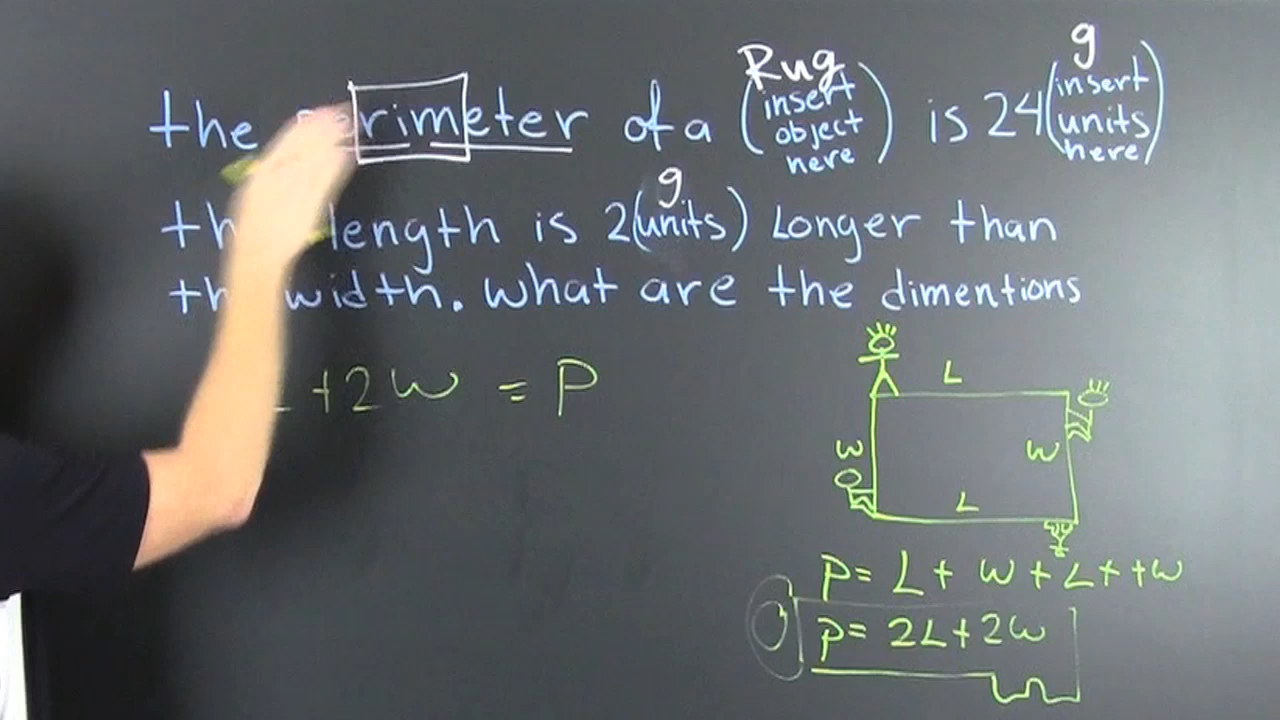 the perimeter of a (Rug insert object here) is 24 (g insert units here)
length is 2 (g units) Longer than
width. what are the dimentions
+2W = P
L
W
W
L
P= L+ W+L+ +W
P= 2L+2W